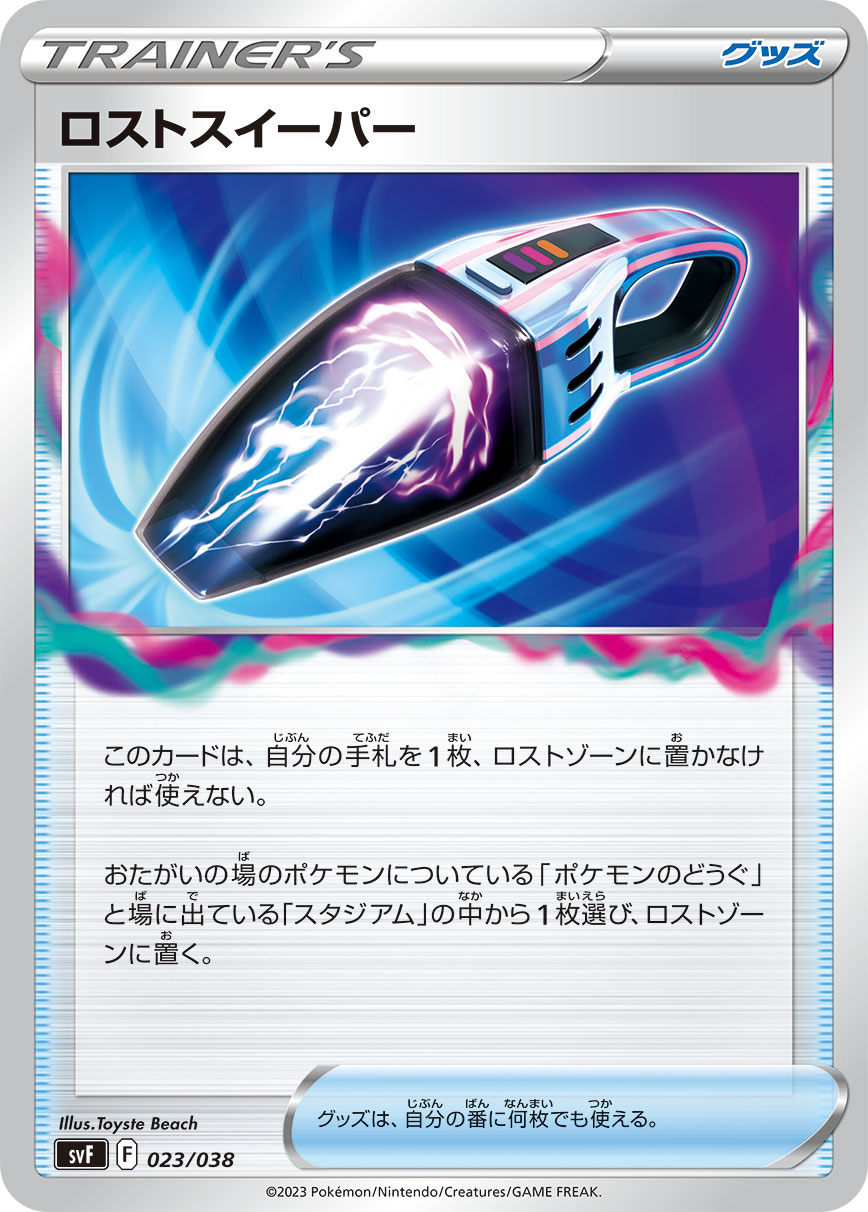 TRAINER'S グッズ
ロストスイーパー
このカードは、自分の手札を1枚、ロストゾーンに置かなけ
れば使えない。
おたがいの場のポケモンについている「ポケモンのどうぐ」
と場に出ている「スタジアム」の中から1枚選び、ロストゾー
ンに置く。
グッズは、自分の番に何枚でも使える。
Illus.Toyste Beach
svF F 023/038
©2023 Pokémon/Nintendo/Creatures/GAME FREAK.